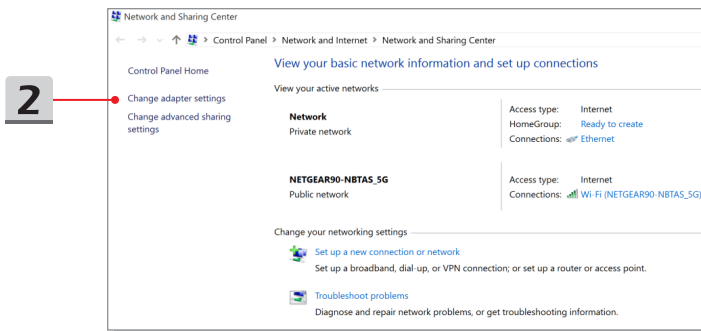 Network and Sharing Center
Control Panel > Network and Internet > Network and Sharing Center
Control Panel Home
2
Change adapter settings
Change advanced sharing
settings
View your basic network information and set up connections
View your active networks
Network
Private network
Access type: Internet
HomeGroup: Ready to create
Connections: Ethernet
NETGEAR90-NBTAS_5G
Public network
Access type: Internet
Connections: Wi-Fi (NETGEAR90-NBTAS_5G)
Change your networking settings
Set up a new connection or network
Set up a broadband, dial-up, or VPN connection; or set up a router or access point.
Troubleshoot problems
Diagnose and repair network problems, or get troubleshooting information.